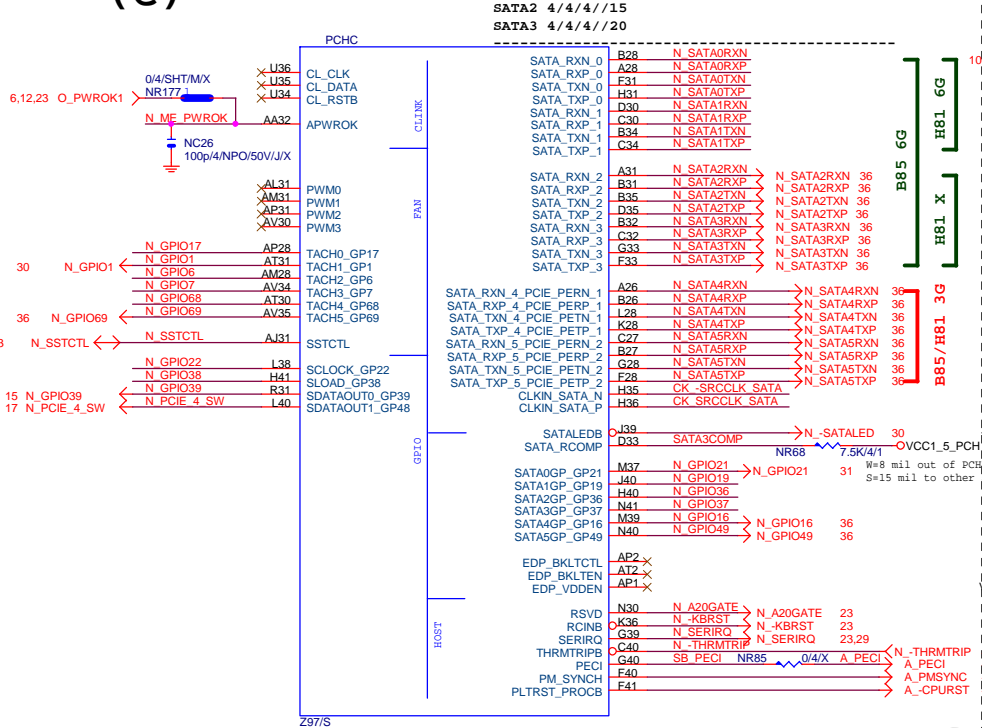 SATA2 4/4/4//15
SATA3 4/4/4//20
PCHC
U36 CL_CLK
U35 CL_DATA
U34 CL_RSTB
0/4/SHT/M/X
NR177
6,12,23 O_PWROK1
N_ME_PWROK AA32 APWROK
NC26
100p/4/NPO/50V/J/X
CLINK
AL31 PWM0
AM31 PWM1
AP31 PWM2
AV30 PWM3
FAN
N_GPIO17 AP28 TACH0_GP17
30 N_GPIO1 N_GPIO1 AT31 TACH1_GP1
N_GPIO6 AM28 TACH2_GP6
N_GPIO7 AV34 TACH3_GP7
N_GPIO68 AT30 TACH4_GP68
36 N_GPIO69 N_GPIO69 AV35 TACH5_GP69
N_SSTCTL N_SSTCTL AJ31 SSTCTL
N_GPIO22 L38 SCLOCK_GP22
N_GPIO38 H41 SLOAD_GP38
15 N_GPIO39 N_GPIO39 R31 SDATAOUT0_GP39
17 N_PCIE_4_SW N_PCIE_4_SW L40 SDATAOUT1_GP48
GPIO
HOST
Z97/S
SATA_RXN_0 B28 N_SATA0RXN
SATA_RXP_0 A28 N_SATA0RXP
SATA_TXN_0 F31 N_SATA0TXN
SATA_TXP_0 H31 N_SATA0TXP
SATA_RXN_1 D30 N_SATA1RXN
SATA_RXP_1 C30 N_SATA1RXP
SATA_TXN_1 B34 N_SATA1TXN
SATA_TXP_1 C34 N_SATA1TXP
SATA_RXN_2 A31 N_SATA2RXN N_SATA2RXN 36
SATA_RXP_2 B31 N_SATA2RXP N_SATA2RXP 36
SATA_TXN_2 B35 N_SATA2TXN N_SATA2TXN 36
SATA_TXP_2 D35 N_SATA2TXP N_SATA2TXP 36
SATA_RXN_3 B32 N_SATA3RXN N_SATA3RXN 36
SATA_RXP_3 C32 N_SATA3RXP N_SATA3RXP 36
SATA_TXN_3 G33 N_SATA3TXN N_SATA3TXN 36
SATA_TXP_3 F33 N_SATA3TXP N_SATA3TXP 36
B85 6G
H81 6G
H81 X
10
SATA_RXN_4_PCIE_PERN_1 A26 N_SATA4RXN N_SATA4RXN 36
SATA_RXP_4_PCIE_PERP_1 B26 N_SATA4RXP N_SATA4RXP 36
SATA_TXN_4_PCIE_PETN_1 L28 N_SATA4TXN N_SATA4TXN 36
SATA_TXP_4_PCIE_PETP_1 K28 N_SATA4TXP N_SATA4TXP 36
SATA_RXN_5_PCIE_PERN_2 C27 N_SATA5RXN N_SATA5RXN 36
SATA_RXP_5_PCIE_PERP_2 B27 N_SATA5RXP N_SATA5RXP 36
SATA_TXN_5_PCIE_PETN_2 G28 N_SATA5TXN N_SATA5TXN 36
SATA_TXP_5_PCIE_PETP_2 F28 N_SATA5TXP N_SATA5TXP 36
B85/H81 3G
CLKIN_SATA_N H35 CK_-SRCCLK_SATA
CLKIN_SATA_P H36 CK_SRCCLK_SATA
SATALEDB J39 N_-SATALED 30
SATA_RCOMP D33 SATA3COMP NR68 7.5K/4/1 VCC1_5_PCH
W=8 mil out of PCH
S=15 mil to other
SATA0GP_GP21 M37 N_GPIO21 N_GPIO21 31
SATA1GP_GP19 J40 N_GPIO19
SATA2GP_GP36 H40 N_GPIO36
SATA3GP_GP37 N41 N_GPIO37
SATA4GP_GP16 M39 N_GPIO16 N_GPIO16 36
SATA5GP_GP49 N40 N_GPIO49 N_GPIO49 36
EDP_BKLTCTL AP2
EDP_BKLTEN AT2
EDP_VDDEN AP1
RSVD N30 N_A20GATE N_A20GATE 23
RCINB K36 N_-KBRST N_-KBRST 23
SERIRQ G39 N_SERIRQ N_SERIRQ 23,29
THRMTRIPB C40 N_-THRMTRIP N_-THRMTRIP
PECI G40 SB_PECI NR85 0/4/X A_PECI A_PECI
PM_SYNCH F40 A_PMSYNC
PLTRST_PROCB F41 A_-CPURST